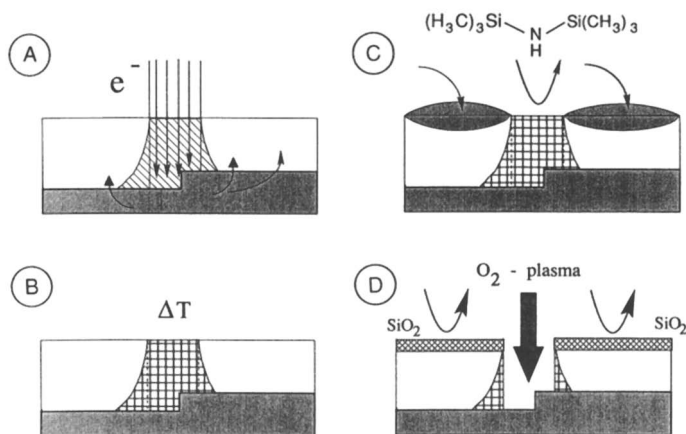 A
e⁻
B
ΔT
C
(H₃C)₃Si
N
H
Si(CH₃)₃
D
O₂ - plasma
SiO₂
SiO₂